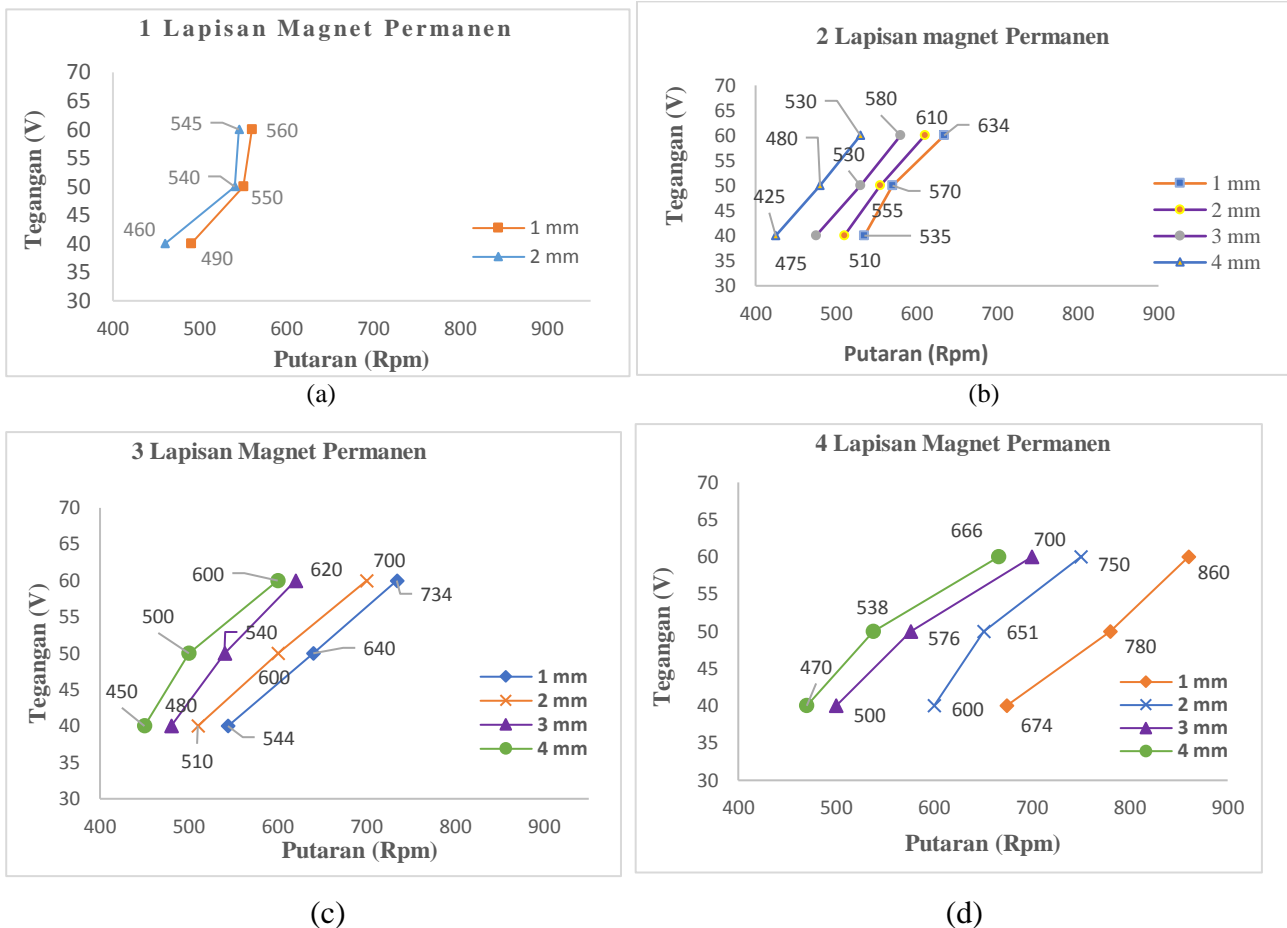 1 Lapisan Magnet Permanen
Tegangan (V)
70
65
60
55
50
45
40
35
30
545
560
540
550
460
490
1 mm
2 mm
400 500 600 700 800 900
Putaran (Rpm)
(a)
2 Lapisan magnet Permanen
Tegangan (V)
70
65
60
55
50
45
40
35
30
530
580
610
634
480
530
570
425
555
535
475
510
1 mm
2 mm
3 mm
4 mm
400 500 600 700 800 900
Putaran (Rpm)
(b)
3 Lapisan Magnet Permanen
Tegangan (V)
70
65
60
55
50
45
40
35
30
600
620
700
734
500
540
640
450
480
600
510
544
1 mm
2 mm
3 mm
4 mm
400 500 600 700 800 900
Putaran (Rpm)
(c)
4 Lapisan Magnet Permanen
Tegangan (V)
70
65
60
55
50
45
40
35
30
666
700
750
860
538
576
651
780
470
500
600
674
1 mm
2 mm
3 mm
4 mm
400 500 600 700 800 900
Putaran (Rpm)
(d)